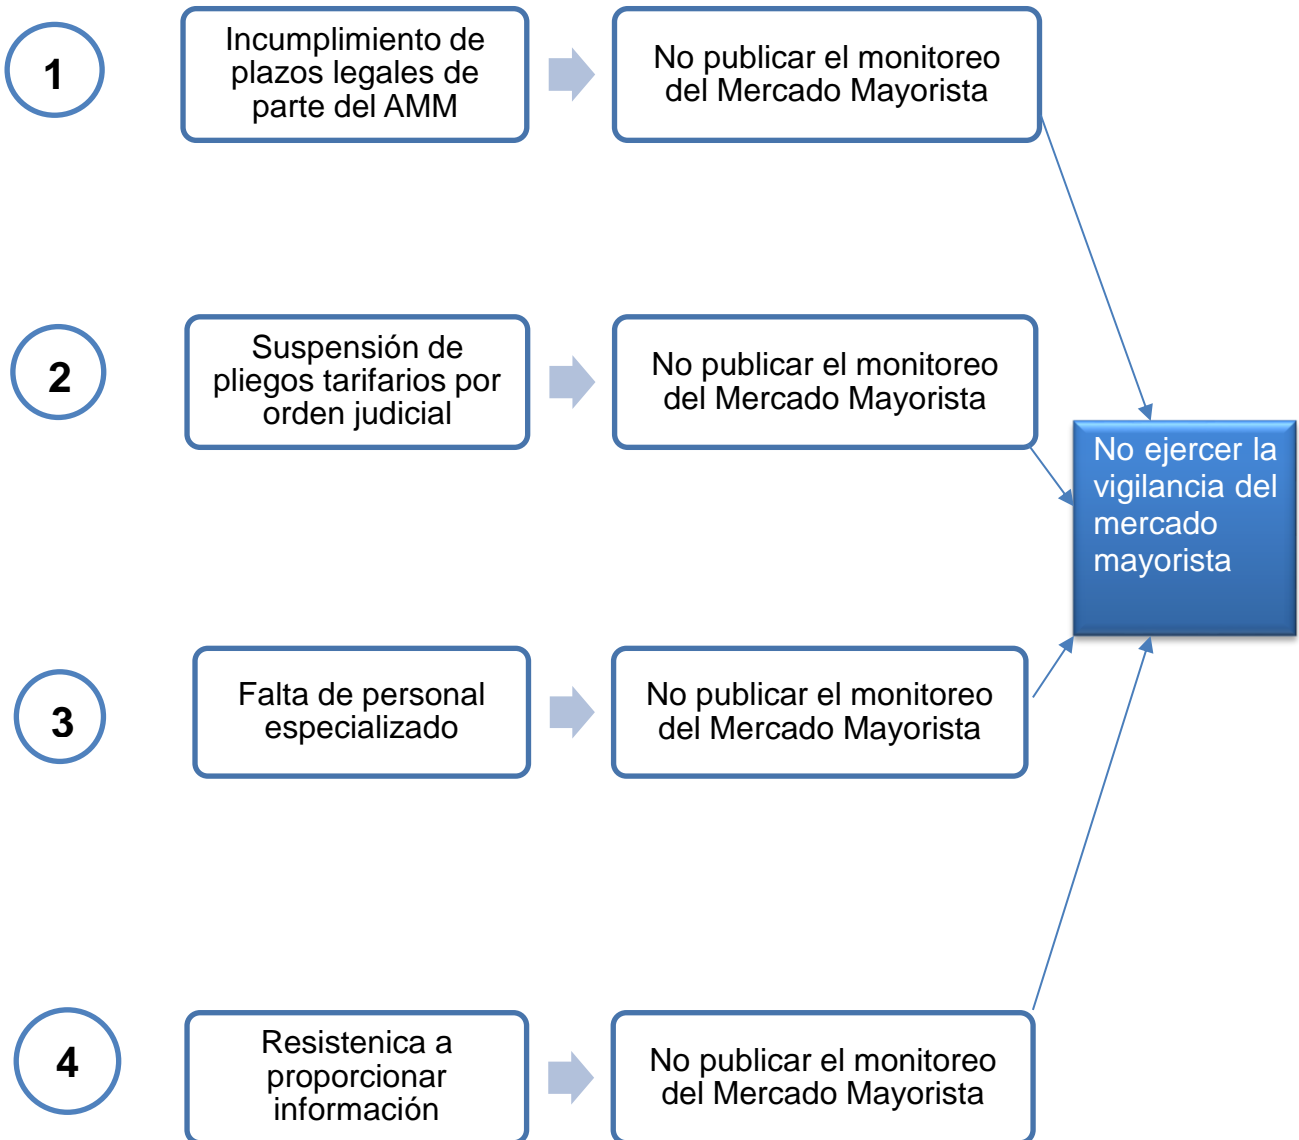 1
Incumplimiento de
plazos legales de
parte del AMM
No publicar el monitoreo
del Mercado Mayorista
2
Suspensión de
pliegos tarifarios por
orden judicial
No publicar el monitoreo
del Mercado Mayorista
No ejercer la
vigilancia del
mercado
mayorista
3
Falta de personal
especializado
No publicar el monitoreo
del Mercado Mayorista
4
Resistenica a
proporcionar
información
No publicar el monitoreo
del Mercado Mayorista